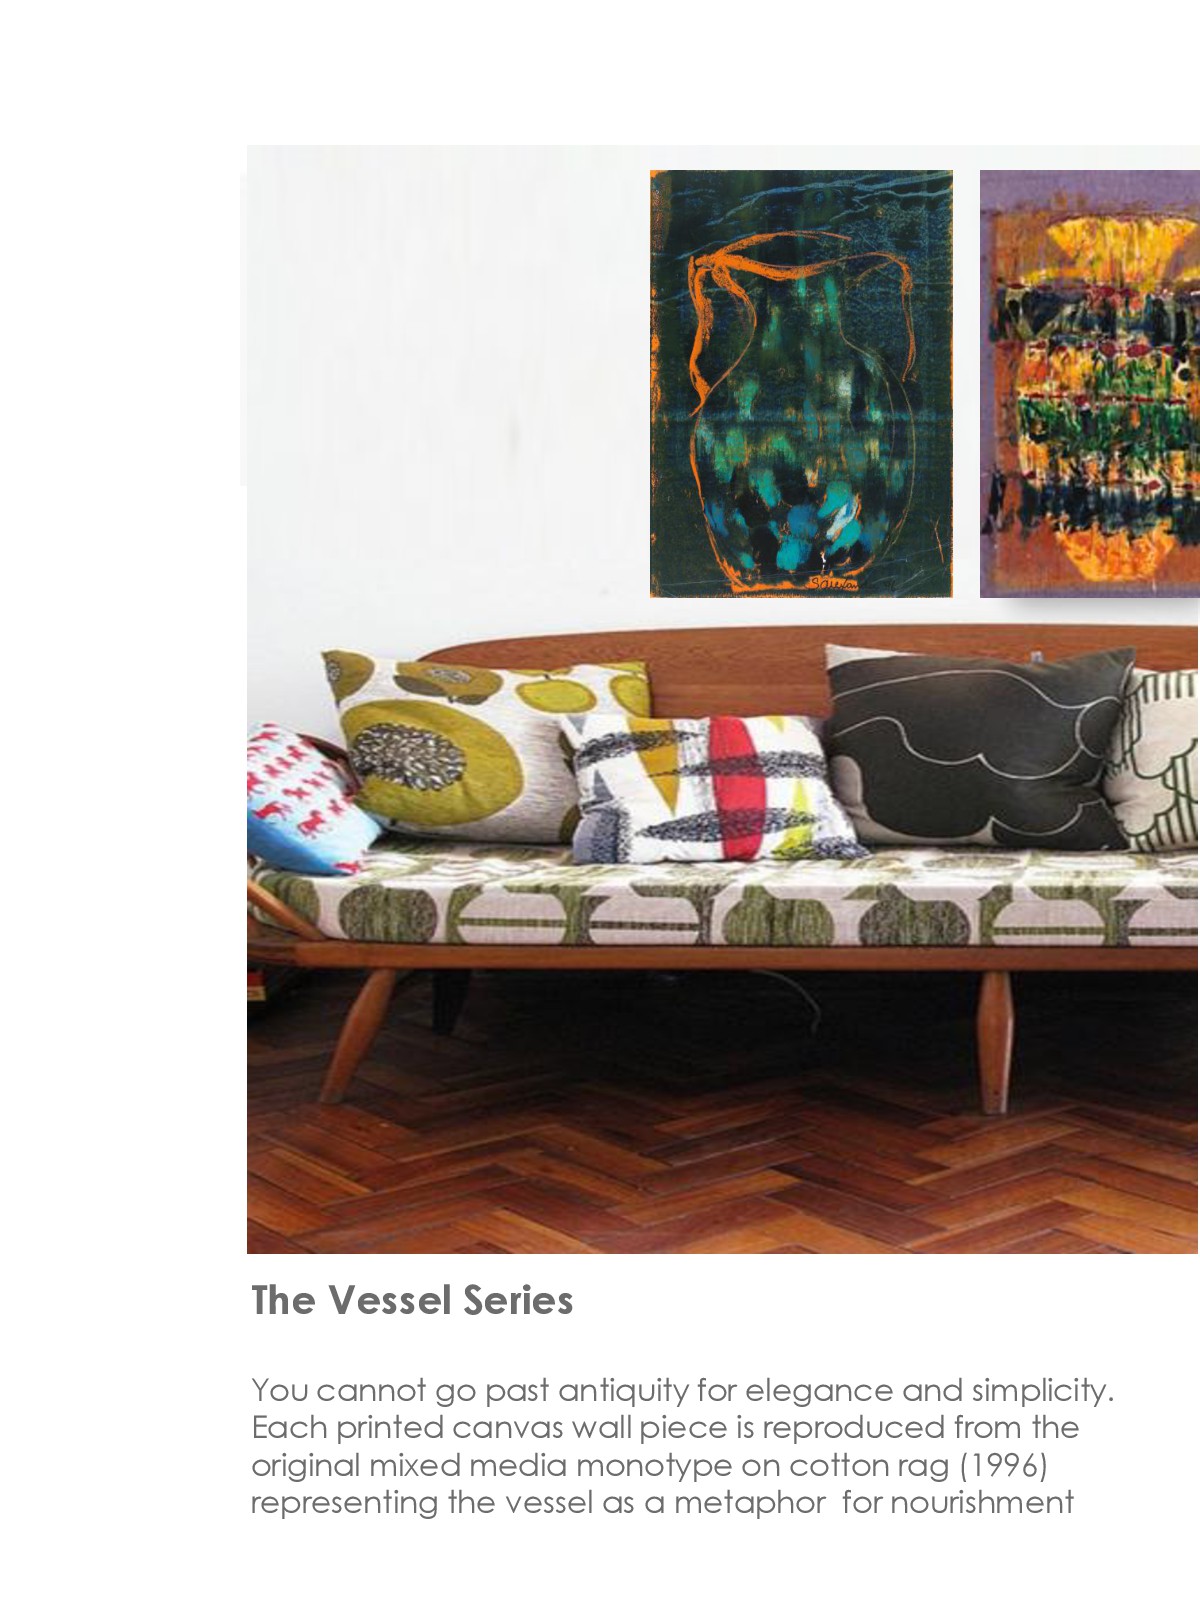 The Vessel Series
You cannot go past antiquity for elegance and simplicity.
Each printed canvas wall piece is reproduced from the
original mixed media monotype on cotton rag (1996)
representing the vessel as a metaphor  for nourishment